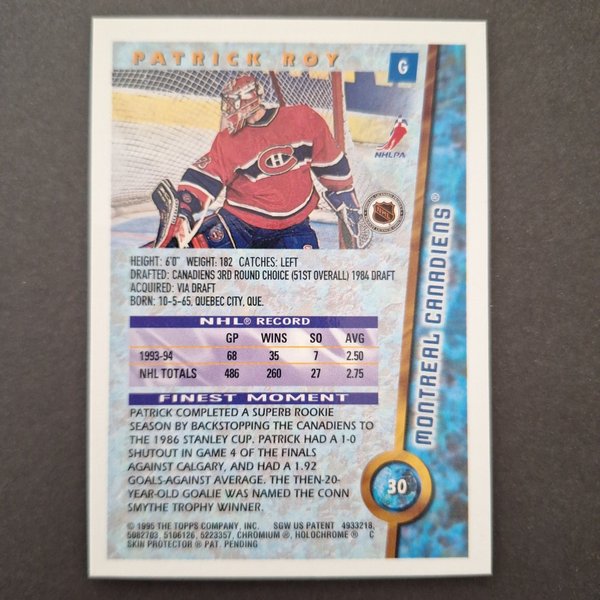 PATRICK ROY
G
NHLPA
NHL
MONTREAL CANADIENS®
HEIGHT: 6'0" WEIGHT: 182 CATCHES: LEFT
DRAFTED: CANADIENS 3RD ROUND CHOICE (51ST OVERALL) 1984 DRAFT
ACQUIRED: VIA DRAFT
BORN: 10-5-65, QUEBEC CITY, QUE.
NHL® RECORD
GP WINS SO AVG
1993-94 68 35 7 2.50
NHL TOTALS 486 260 27 2.75
FINEST MOMENT
PATRICK COMPLETED A SUPERB ROOKIE
SEASON BY BACKSTOPPING THE CANADIENS TO
THE 1986 STANLEY CUP. PATRICK HAD A 1-0
SHUTOUT IN GAME 4 OF THE FINALS
AGAINST CALGARY, AND HAD A 1.92
GOALS-AGAINST AVERAGE. THE THEN-20-
YEAR-OLD GOALIE WAS NAMED THE CONN
SMYTHE TROPHY WINNER.
30
© 1995 THE TOPPS COMPANY, INC. SGW US PATENT 4933218,
5082703 5106126, 5223357, CHROMIUM ®, HOLOCHROME ® C
SKIN PROTECTOR ® PAT. PENDING